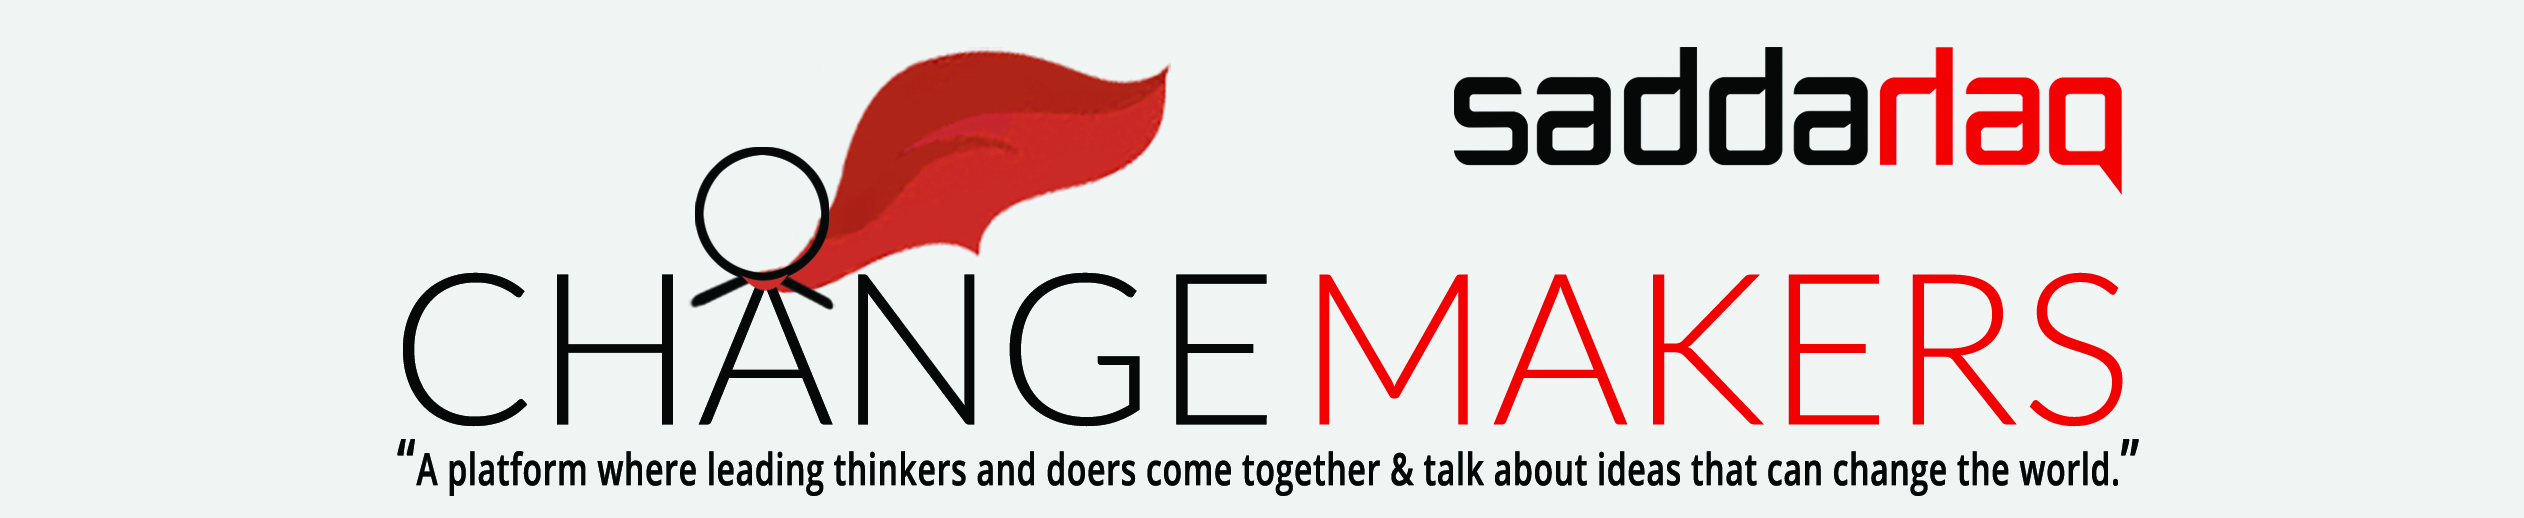 saddahaq
CHANGE MAKERS
“A platform where leading thinkers and doers come together & talk about ideas that can change the world.”